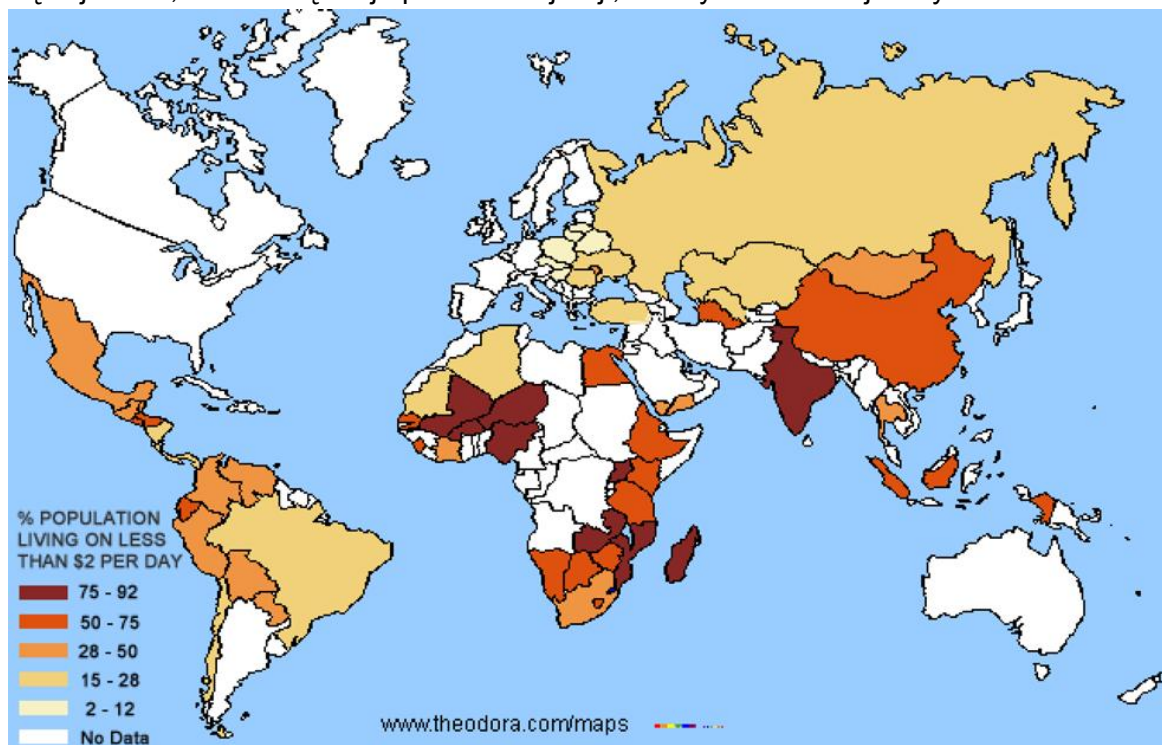 % POPULATION
LIVING ON LESS
THAN $2 PER DAY
75 - 92
50 - 75
28 - 50
15 - 28
2 - 12
No Data
www.theodora.com/maps